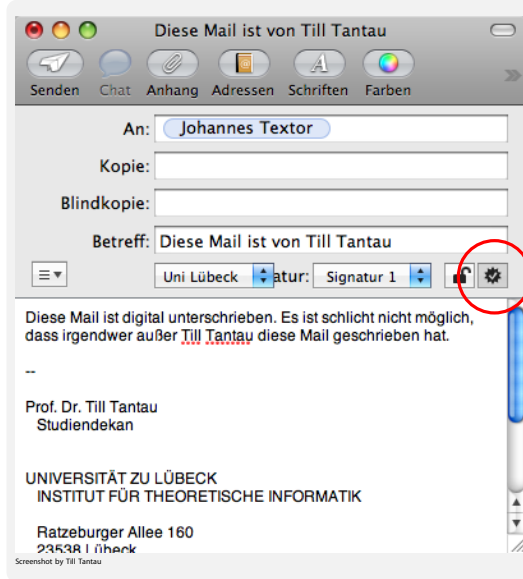 Diese Mail ist von Till Tantau
Senden Chat Anhang Adressen Schriften Farben
An: Johannes Textor
Kopie:
Blindkopie:
Betreff: Diese Mail ist von Till Tantau
Uni Lübeck atur: Signatur 1
Diese Mail ist digital unterschrieben. Es ist schlicht nicht möglich,
dass irgendwer außer Till Tantau diese Mail geschrieben hat.
--
Prof. Dr. Till Tantau
Studiendekan
UNIVERSITÄT ZU LÜBECK
INSTITUT FÜR THEORETISCHE INFORMATIK
Ratzeburger Allee 160
23538 Lübeck
Screenshot by Till Tantau